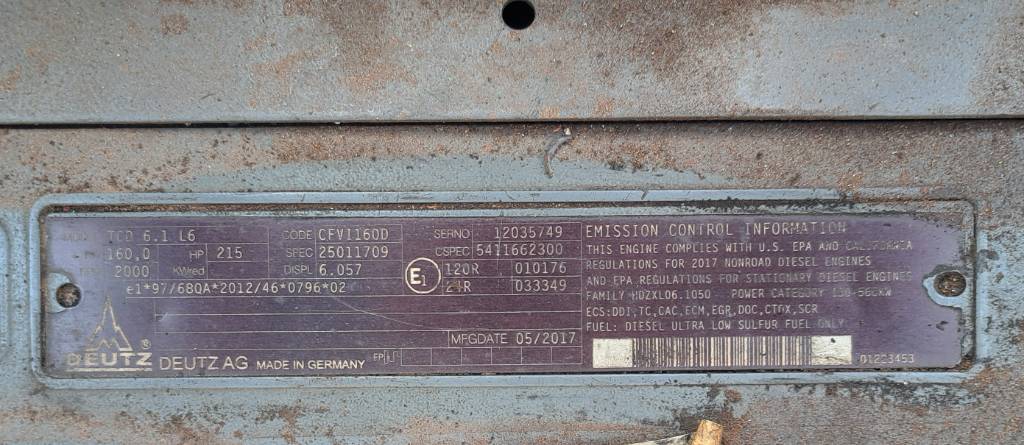 MOD TCD 6.1 L6 CODE CFV1160D SERNO 12035749
160,0 HP 215 SPEC 25011709 CSPEC 5411662300
2000 KWred DISPL 6.057 E1 120R 010176
24R 033349
e1*97/68QA*2012/46*0796*02
MFGDATE 05/2017
DEUTZ ® DEUTZ AG MADE IN GERMANY EP
EMISSION CONTROL INFORMATION
THIS ENGINE COMPLIES WITH U.S. EPA AND CALIFORNIA
REGULATIONS FOR 2017 NONROAD DIESEL ENGINES
AND EPA REGULATIONS FOR STATIONARY DIESEL ENGINES
FAMILY HDZXL06.1050 POWER CATEGORY 130-560KW
ECS:DDI,TC,CAC,ECM,EGR,DOC,CTOX,SCR
FUEL: DIESEL ULTRA LOW SULFUR FUEL ONLY